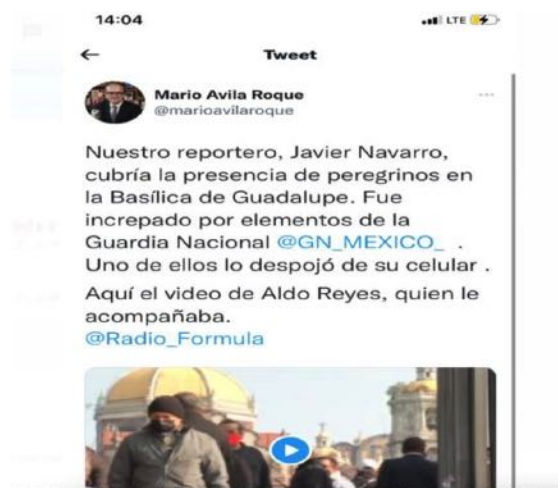 14:04
LTE
Tweet
Mario Avila Roque
@marioavilaroque
Nuestro reportero, Javier Navarro,
cubría la presencia de peregrinos en
la Basílica de Guadalupe. Fue
increpado por elementos de la
Guardia Nacional @GN_MEXICO_ .
Uno de ellos lo despojó de su celular .
Aquí el video de Aldo Reyes, quien le
acompañaba.
@Radio_Formula